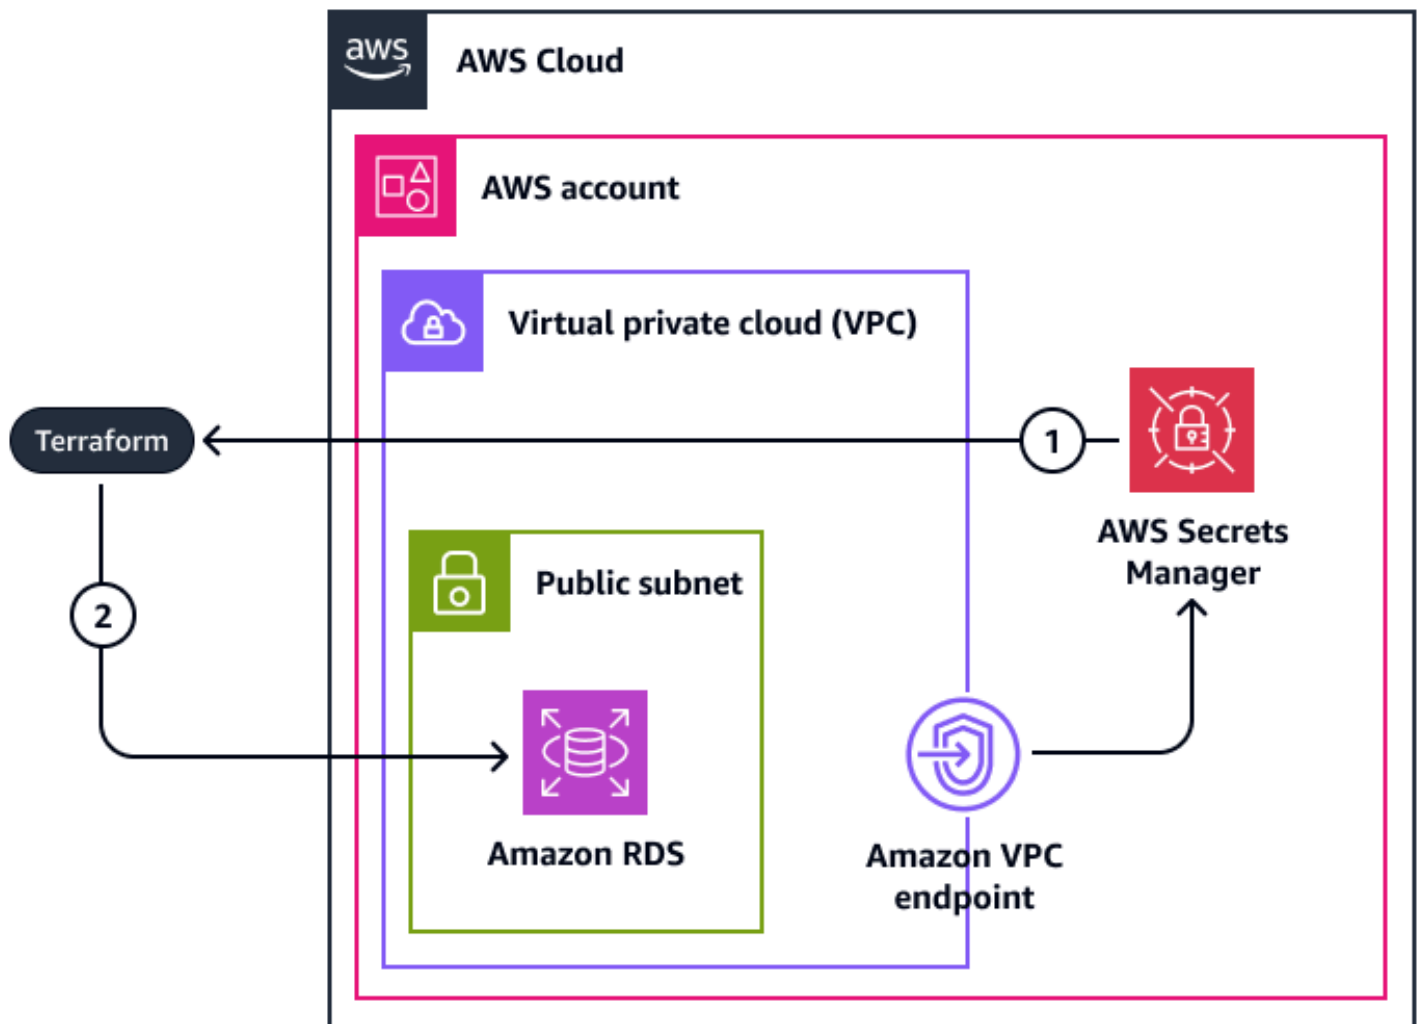 aws
AWS Cloud
AWS account
Virtual private cloud (VPC)
Terraform
1
AWS Secrets
Manager
Public subnet
2
Amazon RDS
Amazon VPC
endpoint